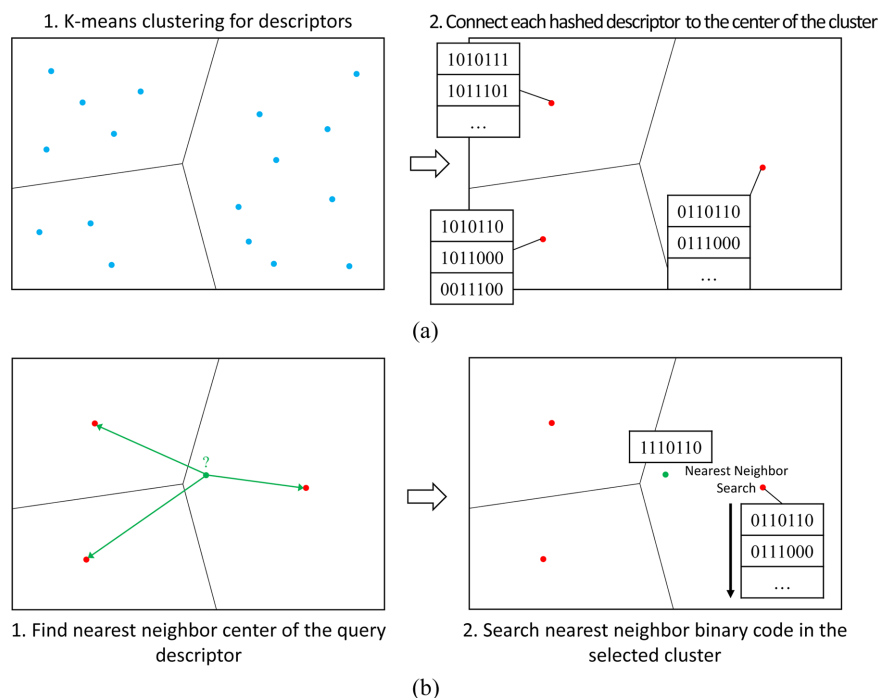 1. K-means clustering for descriptors
2. Connect each hashed descriptor to the center of the cluster
1010111
1011101
...
1010110
1011000
0011100
0110110
0111000
...
(a)
?
1110110
Nearest Neighbor
Search
0110110
0111000
...
1. Find nearest neighbor center of the query
descriptor
2. Search nearest neighbor binary code in the
selected cluster
(b)